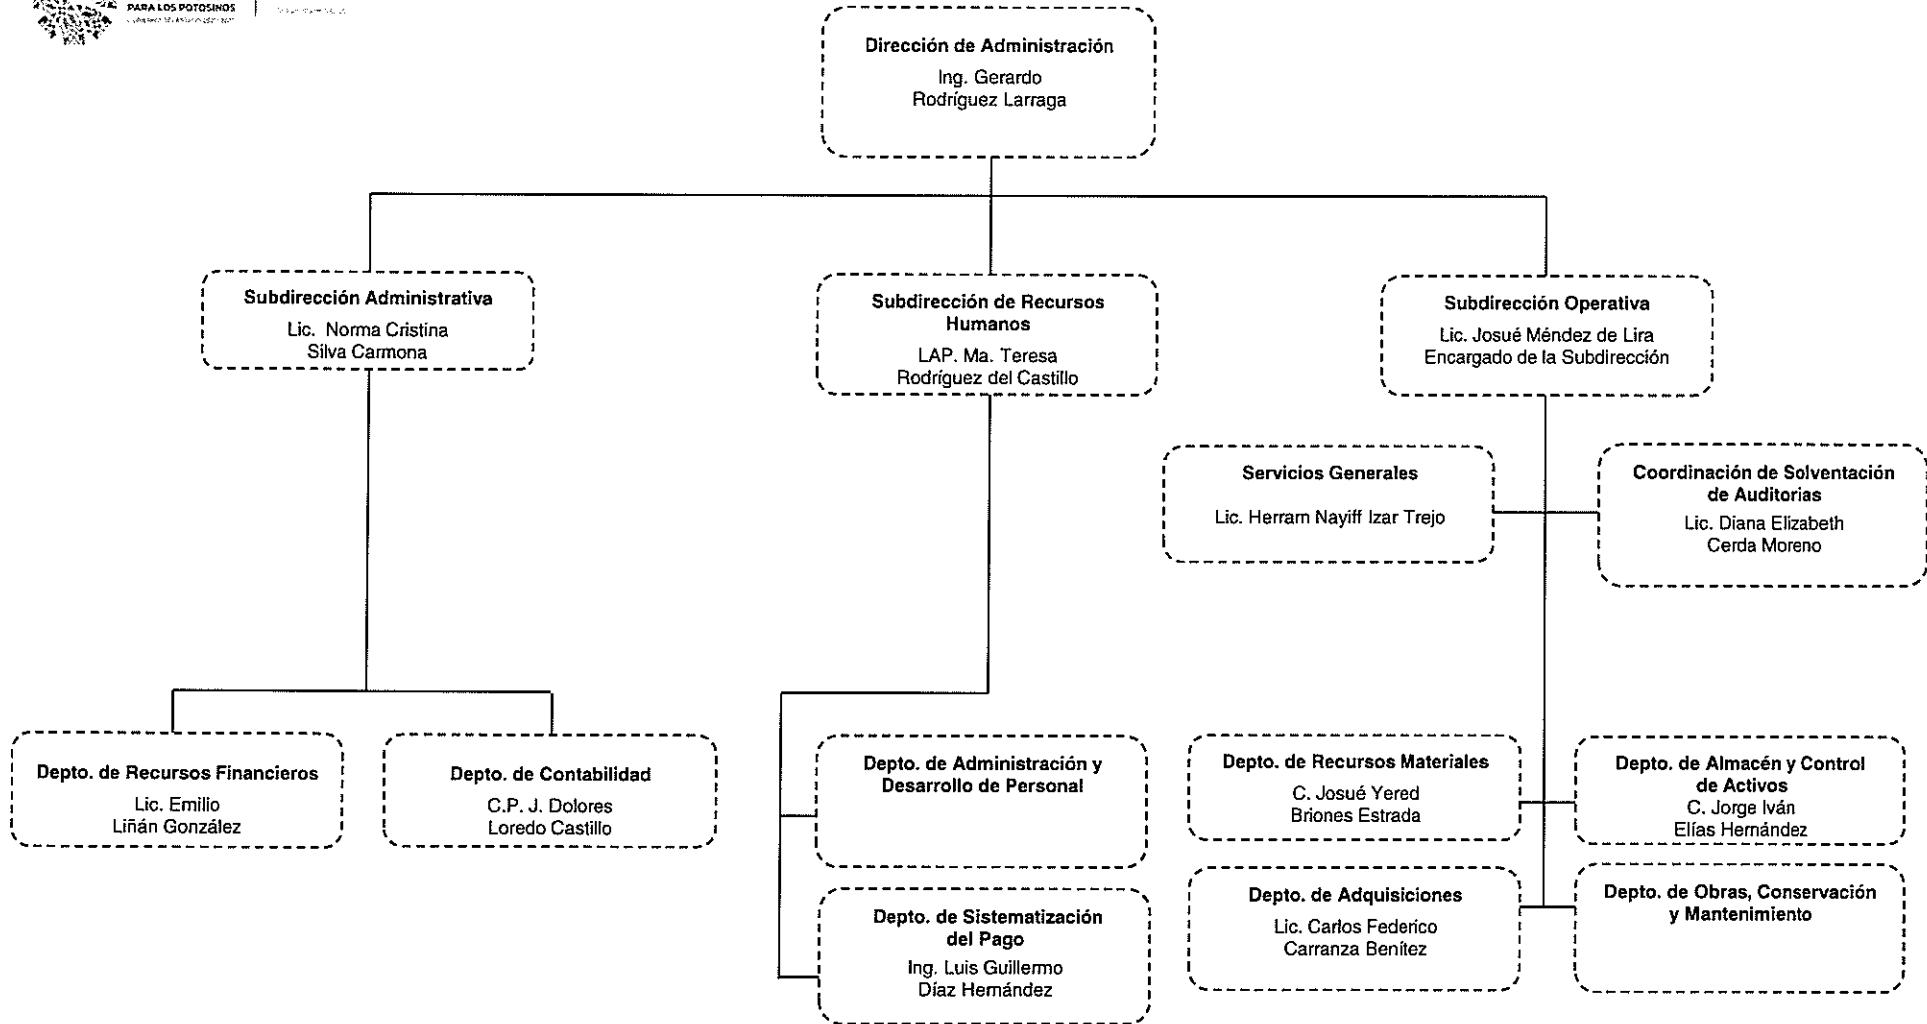 PARA LOS POTOSINOS
Dirección de Administración
Ing. Gerardo
Rodríguez Larraga
Subdirección Administrativa
Lic. Norma Cristina
Silva Carmona
Subdirección de Recursos
Humanos
LAP. Ma. Teresa
Rodríguez del Castillo
Subdirección Operativa
Lic. Josué Méndez de Lira
Encargado de la Subdirección
Servicios Generales
Lic. Herram Nayiff Izar Trejo
Coordinación de Solventación
de Auditorias
Lic. Diana Elizabeth
Cerda Moreno
Depto. de Recursos Financieros
Lic. Emilio
Liñán González
Depto. de Contabilidad
C.P. J. Dolores
Loredo Castillo
Depto. de Administración y
Desarrollo de Personal
Depto. de Sistematización
del Pago
Ing. Luis Guillermo
Díaz Hernández
Depto. de Recursos Materiales
C. Josué Yered
Briones Estrada
Depto. de Almacén y Control
de Activos
C. Jorge Iván
Elías Hernández
Depto. de Adquisiciones
Lic. Carlos Federico
Carranza Benítez
Depto. de Obras, Conservación
y Mantenimiento